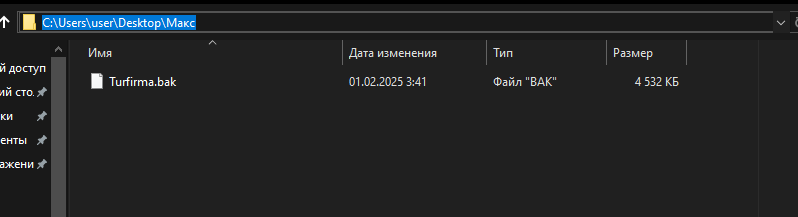 C:\Users\user\Desktop\Макс
Имя
Дата изменения
Тип
Размер
й доступ
ий сто.
Turfirma.bak
01.02.2025 3:41
Файл "BAK"
4 532 КБ
ки
енты
ажени